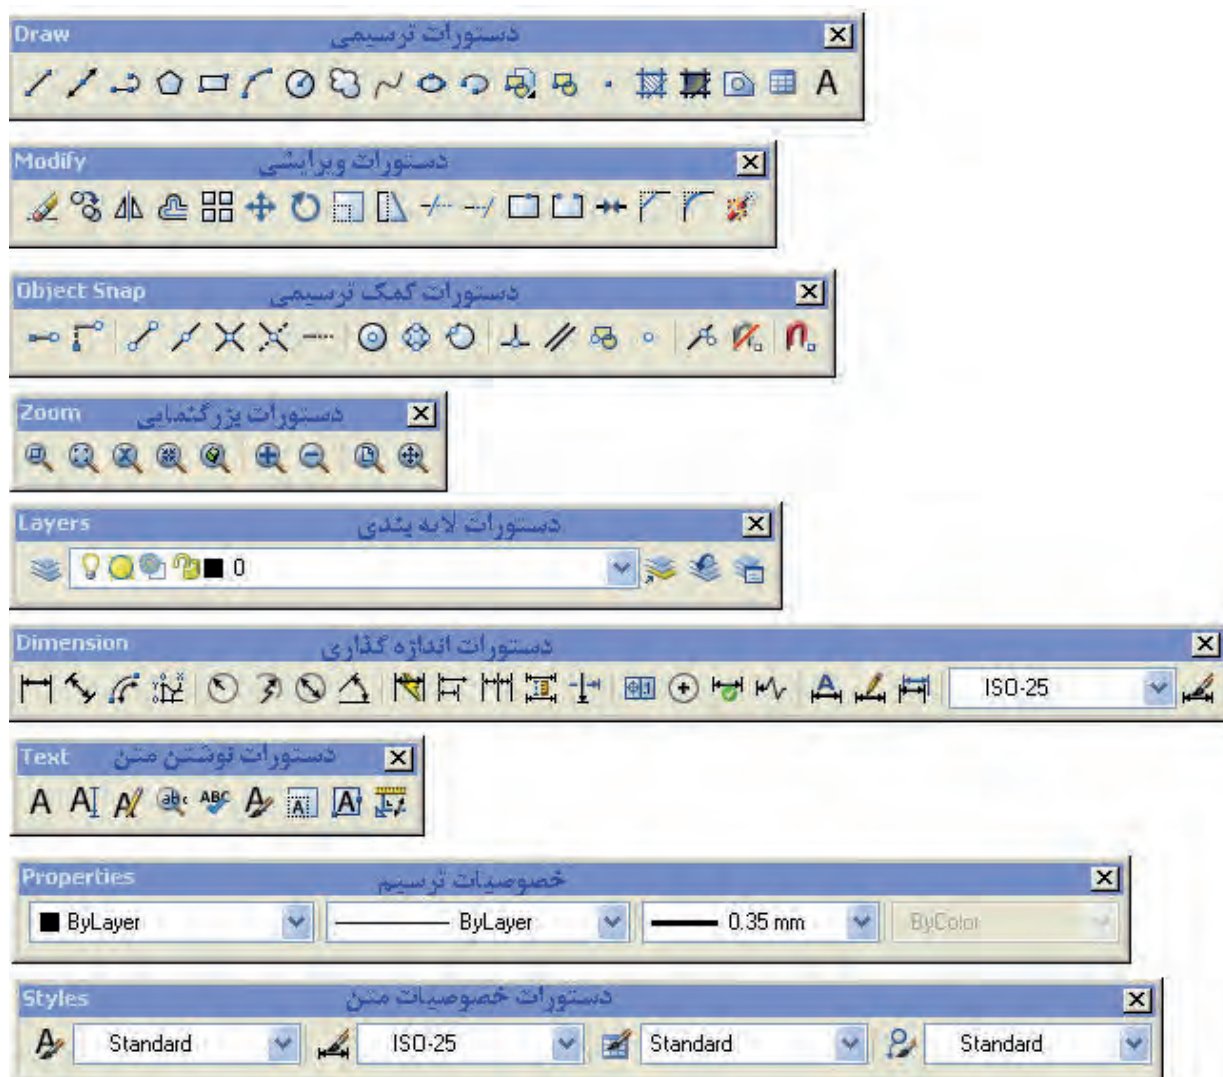 Draw دستورات ترسیمی
A
Modify دستورات ویرایشی
Object Snap دستورات کمک ترسیمی
Zoom دستورات بزرگنمایی
Layers دستورات لایه بندی
0
Dimension دستورات اندازه گذاری
ISO-25
Text دستورات نوشتن متن
A A A abc ABC A A A
Properties خصوصیات ترسیم
ByLayer ByLayer 0.35 mm ByColor
Styles دستورات خصوصیات متن
A Standard ISO-25 Standard Standard